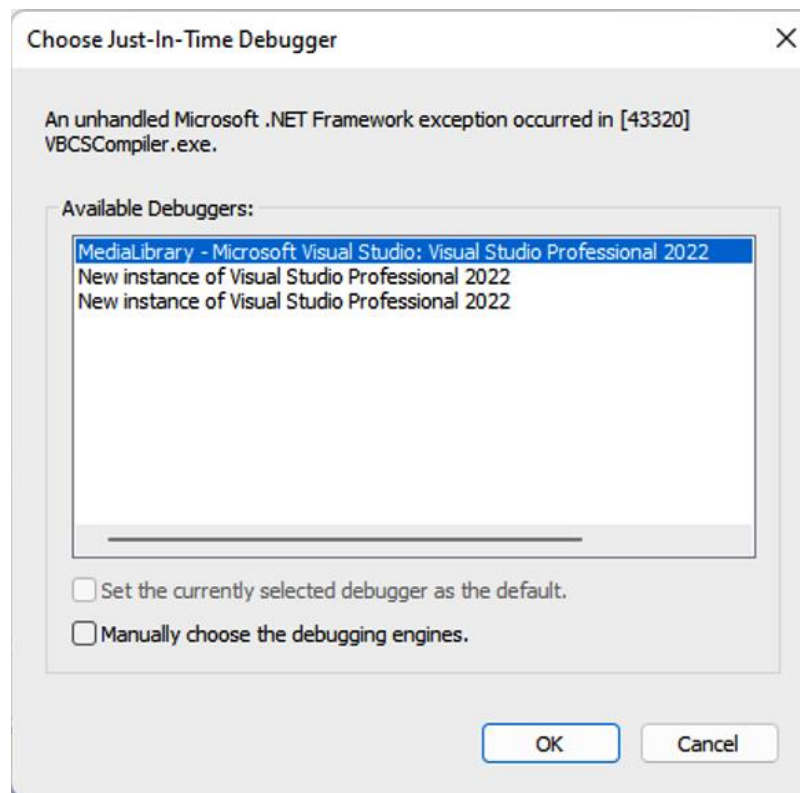 Choose Just-In-Time Debugger
An unhandled Microsoft .NET Framework exception occurred in [43320]
VBCSCompiler.exe.
Available Debuggers:
MediaLibrary - Microsoft Visual Studio: Visual Studio Professional 2022
New instance of Visual Studio Professional 2022
New instance of Visual Studio Professional 2022
Set the currently selected debugger as the default.
Manually choose the debugging engines.
OK
Cancel